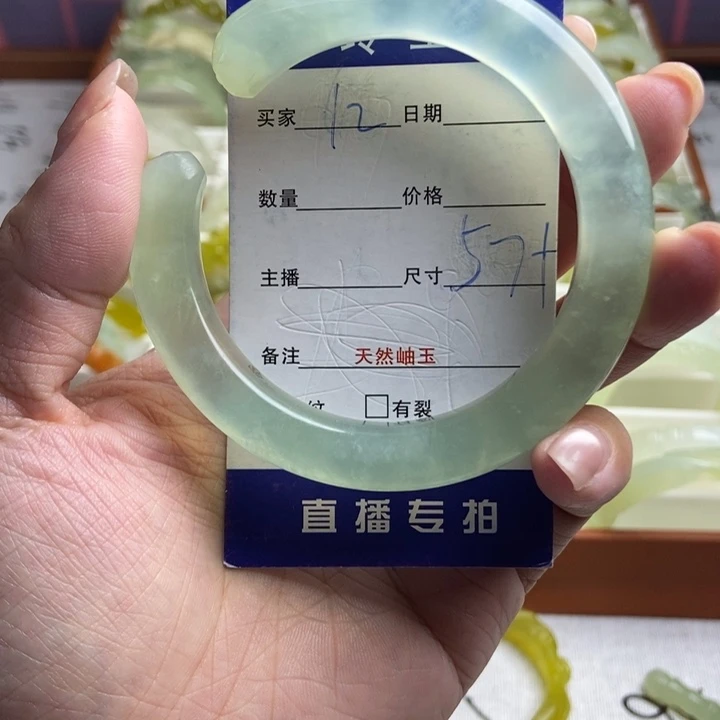 买家 12 日期
数量 价格
主播 尺寸 57+
备注 天然岫玉
纹 □有裂
直播专拍